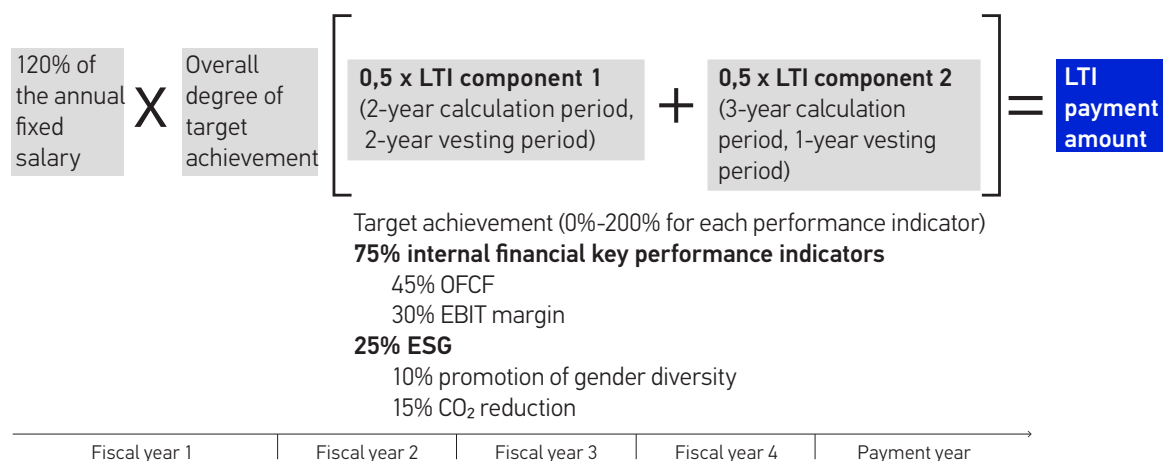 120% of
the annual
fixed
salary
X
Overall
degree of
target
achievement
0,5 x LTI component 1
(2-year calculation period,
2-year vesting period)
+
0,5 x LTI component 2
(3-year calculation
period, 1-year vesting
period)
=
LTI
payment
amount
Target achievement (0%-200% for each performance indicator)
75% internal financial key performance indicators
45% OFCF
30% EBIT margin
25% ESG
10% promotion of gender diversity
15% CO₂ reduction
Fiscal year 1
Fiscal year 2
Fiscal year 3
Fiscal year 4
Payment year